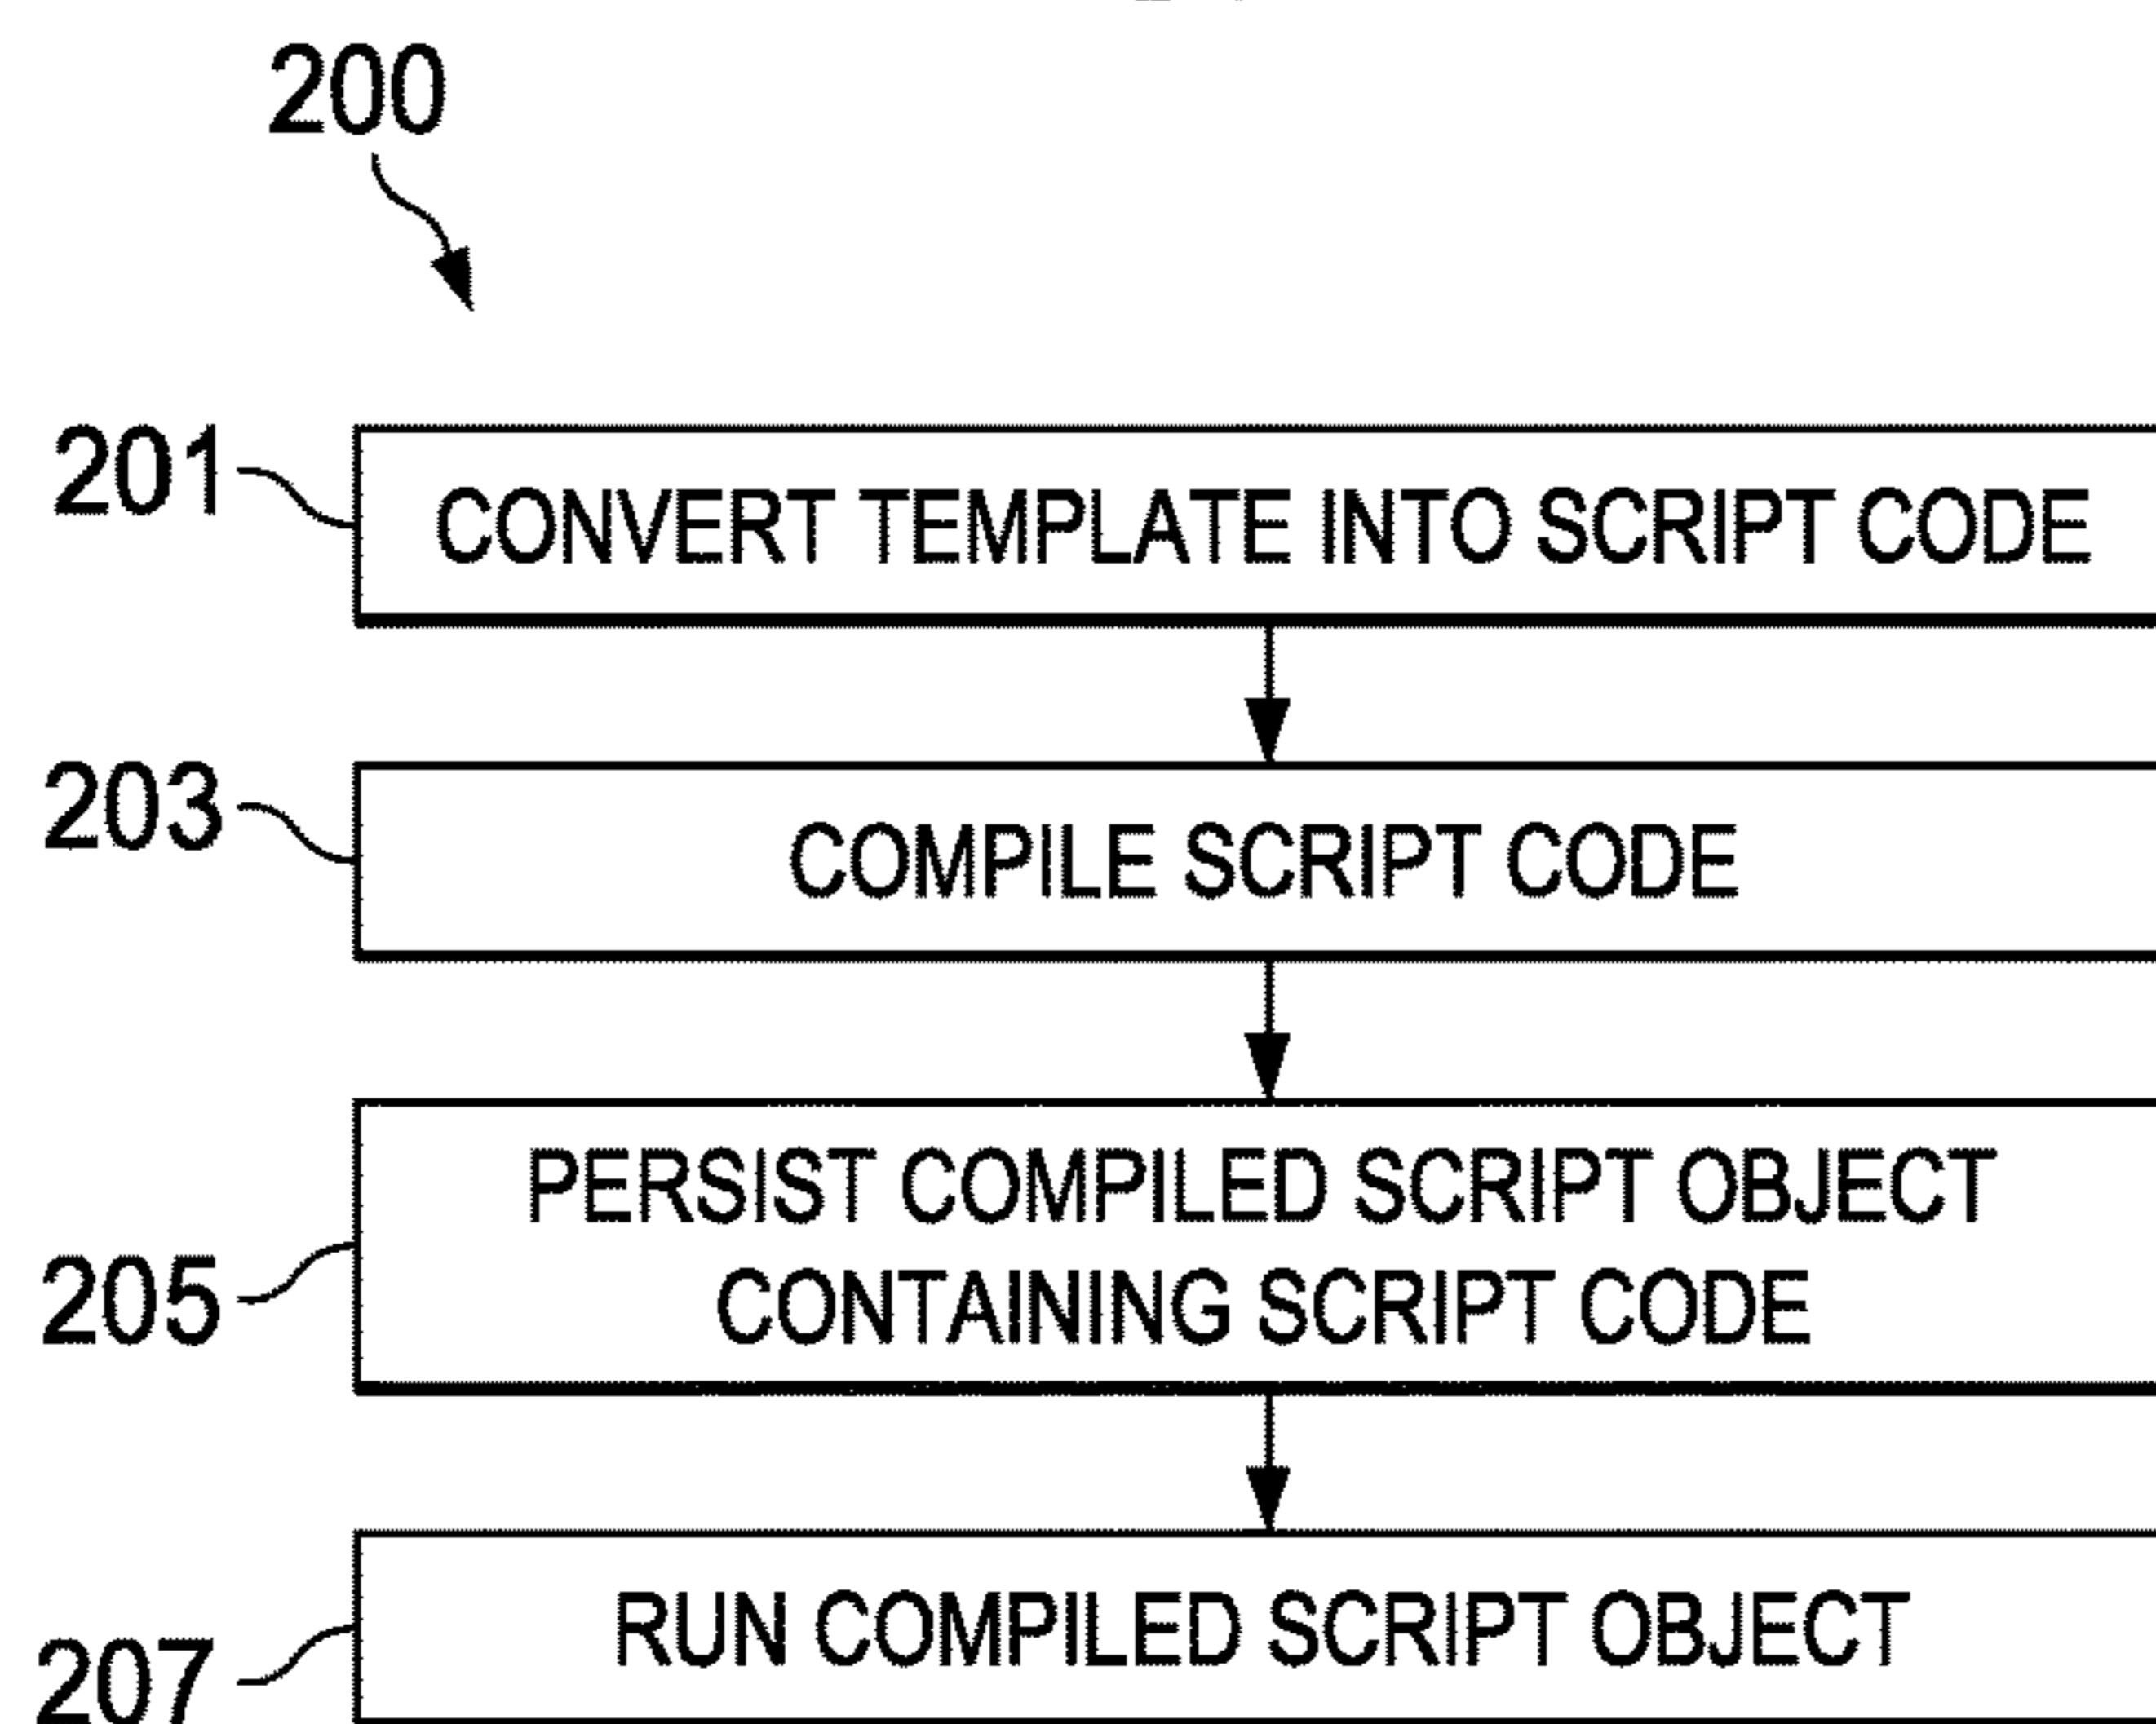 200
201
CONVERT TEMPLATE INTO SCRIPT CODE
203
COMPILE SCRIPT CODE
PERSIST COMPILED SCRIPT OBJECT
205
CONTAINING SCRIPT CODE
RUN COMPILED SCRIPT OBJECT
207